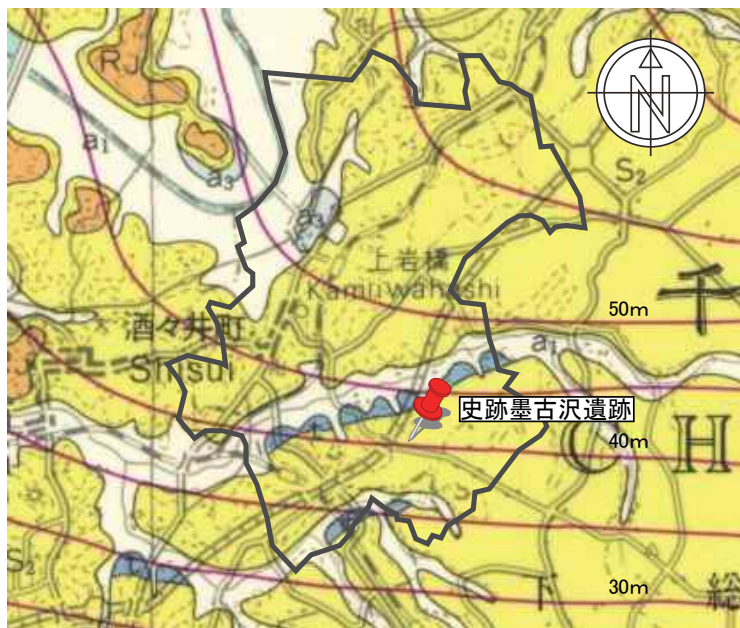 RJ
N
a₁
a₃
S₂
a₃
上岩橋
Kamiiwahashi
50m
千
酒々井町
Shisui
a₁
史跡墨古沢遺跡
40m
CH
S₂
30m
下
総